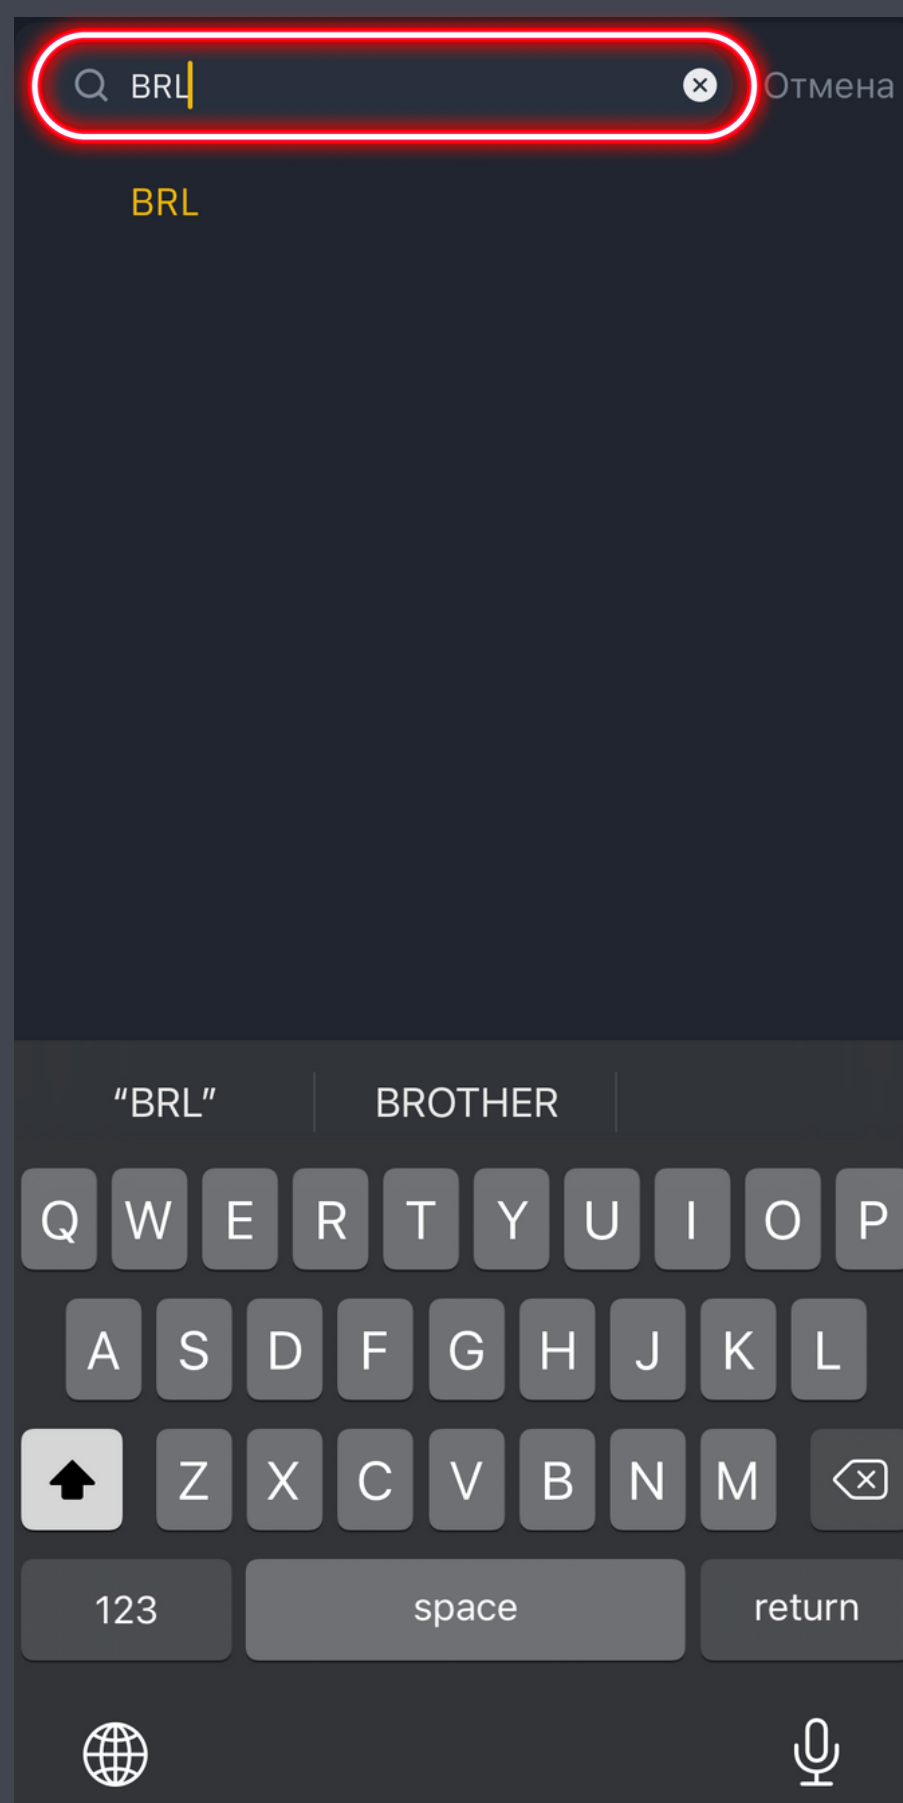 BRL Отмена
BRL
“BRL” BROTHER
Q W E R T Y U I O P
A S D F G H J K L
Z X C V B N M
123 space return